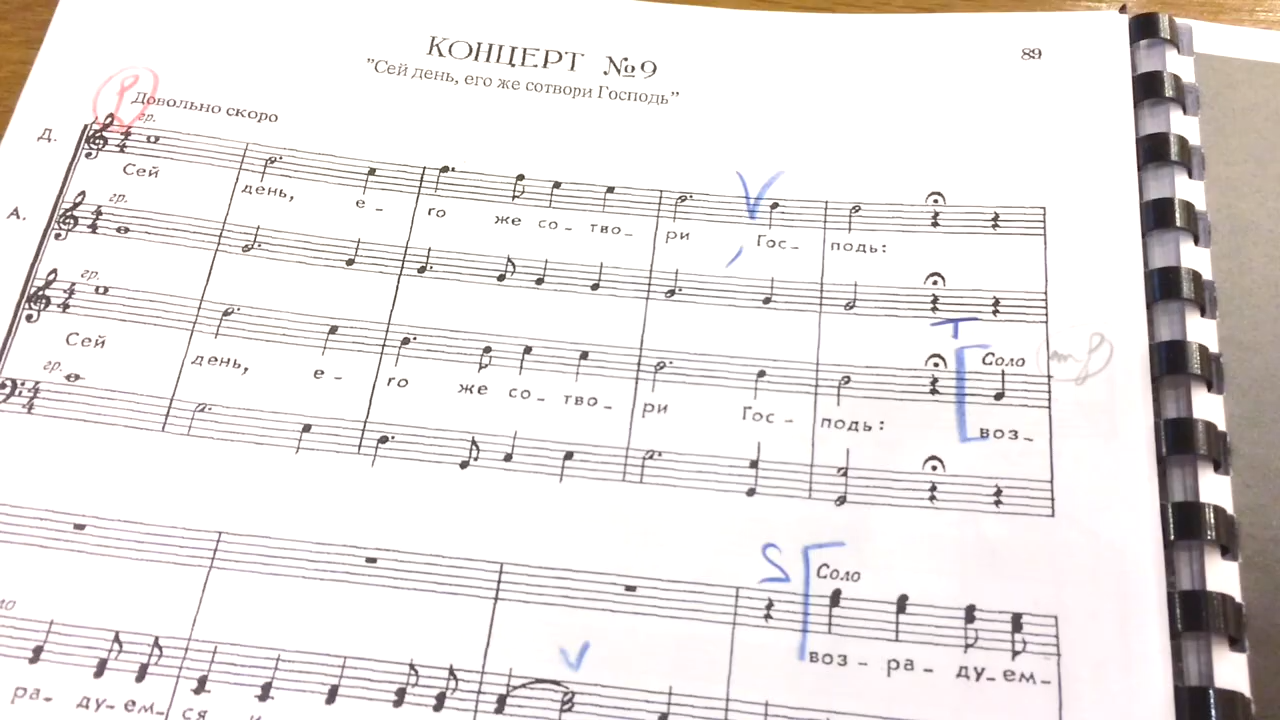 89
КОНЦЕРТ №9
"Сей день, его же сотвори Господь"
Довольно скоро
Д. гр.
Сей день, е- го же со- тво- ри Гос- подь:
А. гр.
гр.
Соло
Сей день, е- го же со- тво- ри Гос- подь: воз-
гр.
T
S
Соло
воз- ра- ду- ем-
ра- ду- ем- ся